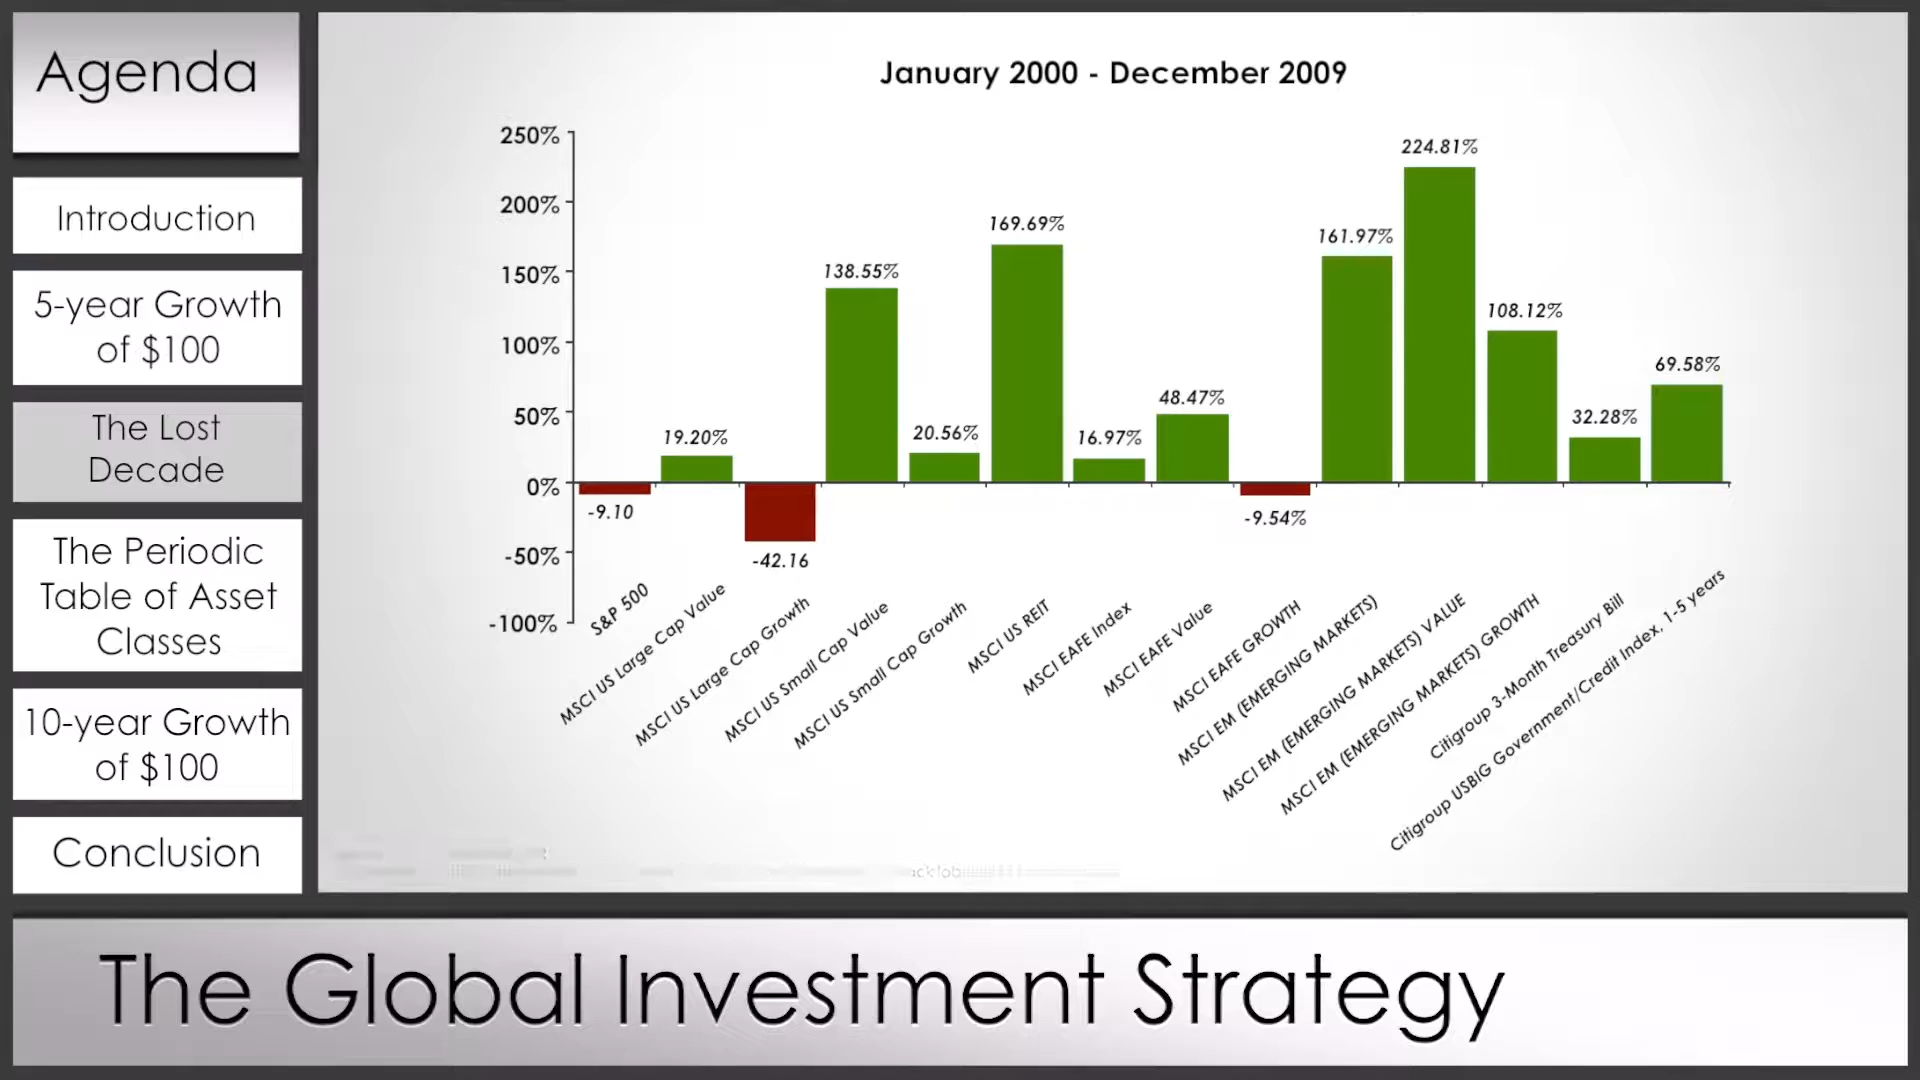 Agenda
Introduction
5-year Growth
of $100
The Lost
Decade
The Periodic
Table of Asset
Classes
10-year Growth
of $100
Conclusion
January 2000 - December 2009
250%
200%
150%
100%
50%
0%
-50%
-100%
-9.10
19.20%
-42.16
138.55%
20.56%
169.69%
16.97%
48.47%
-9.54%
161.97%
224.81%
108.12%
32.28%
69.58%
S&P 500
MSCI US Large Cap Value
MSCI US Large Cap Growth
MSCI US Small Cap Value
MSCI US Small Cap Growth
MSCI US REIT
MSCI EAFE Index
MSCI EAFE Value
MSCI EAFE GROWTH
MSCI EM (EMERGING MARKETS)
MSCI EM (EMERGING MARKETS) VALUE
MSCI EM (EMERGING MARKETS) GROWTH
Citigroup 3-Month Treasury Bill
Citigroup USBIG Government/Credit Index, 1-5 years
The Global Investment Strategy